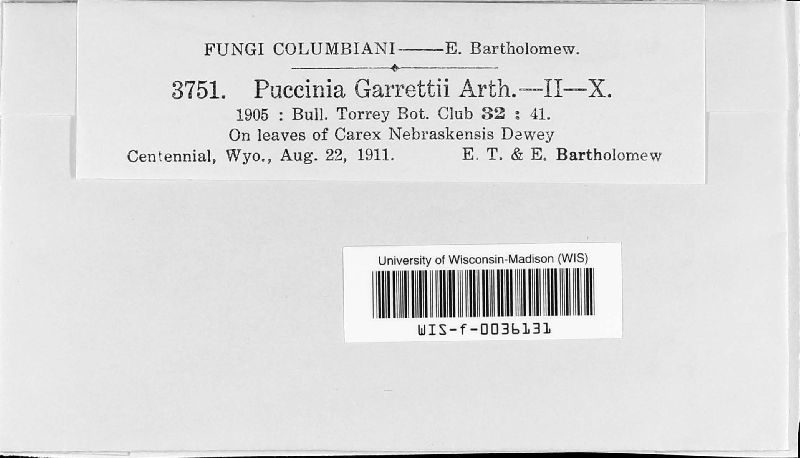 FUNGI COLUMBIANI——E. Bartholomew.
3751. Puccinia Garrettii Arth.—II—X.
1905 : Bull. Torrey Bot. Club 32 : 41.
On leaves of Carex Nebraskensis Dewey
Centennial, Wyo., Aug. 22, 1911. E. T. & E. Bartholomew
University of Wisconsin-Madison (WIS)
WIS-f-0036131